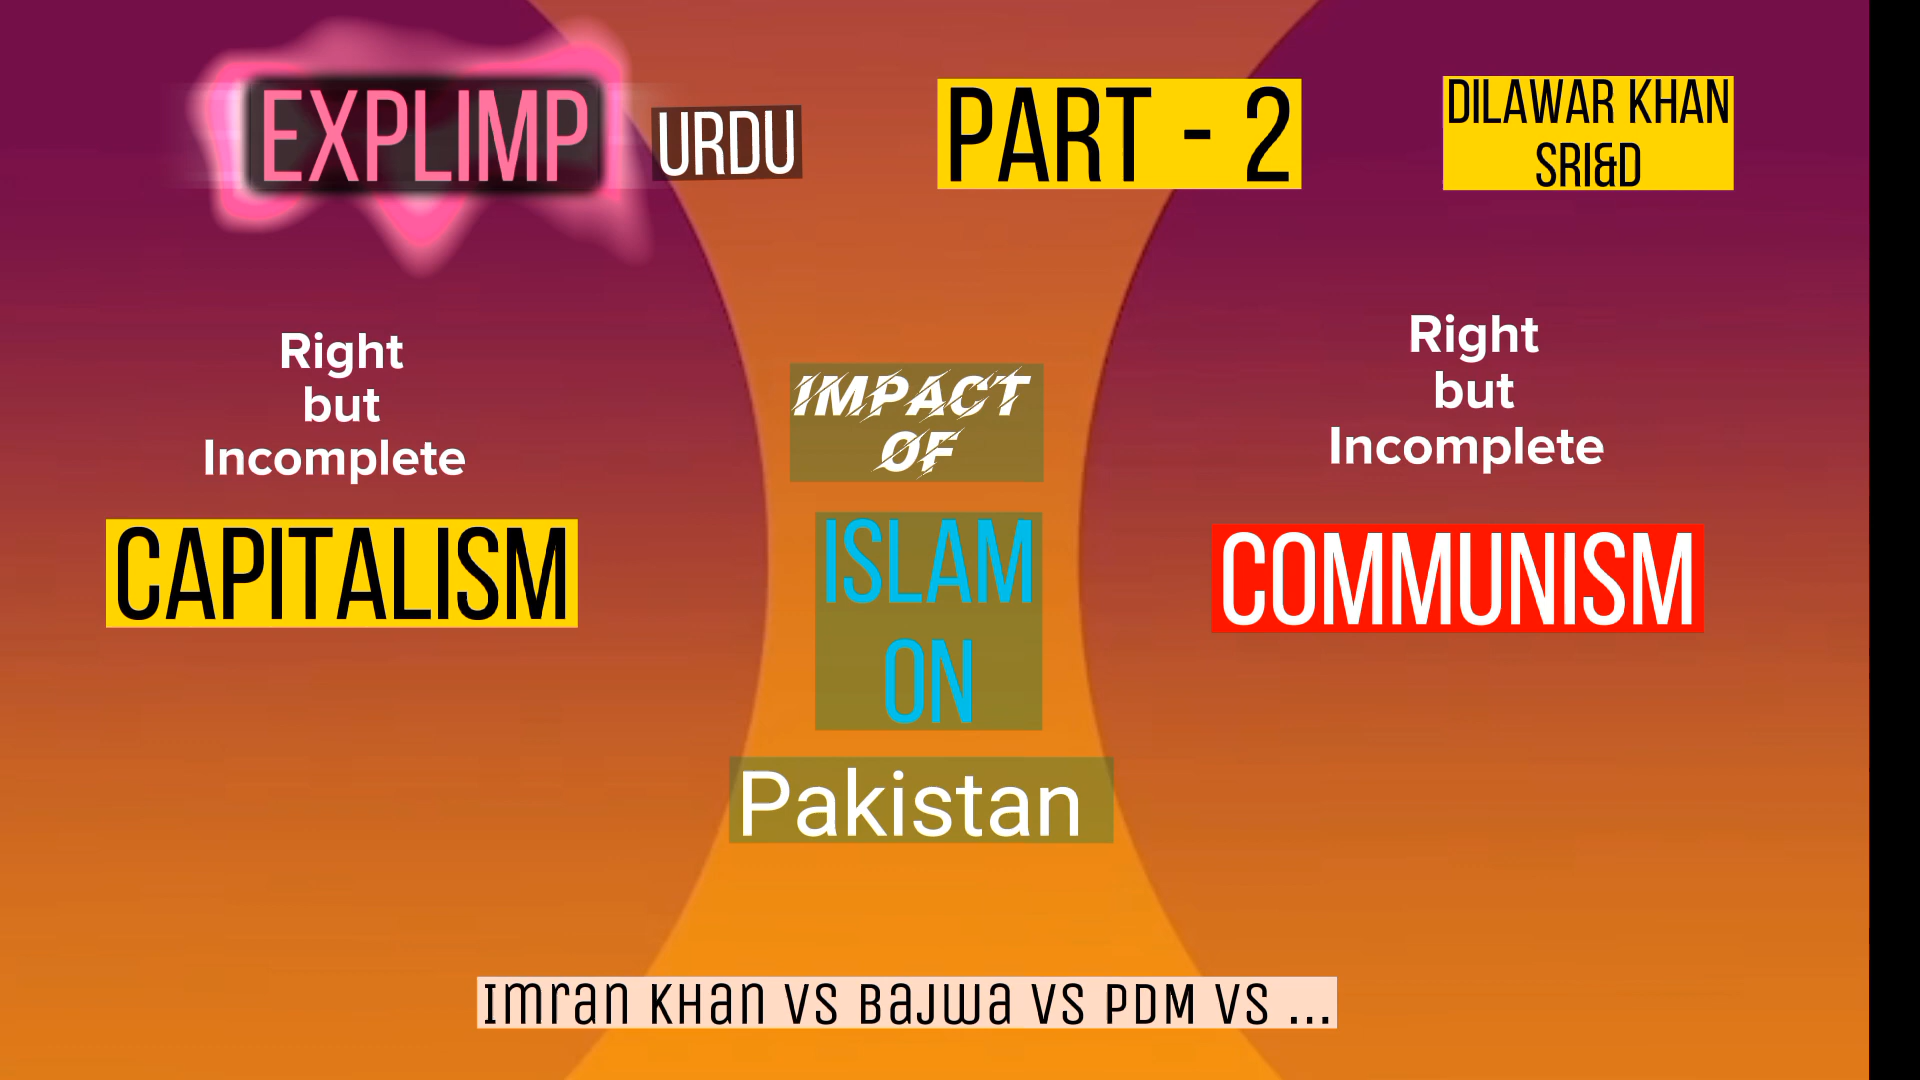 EXPLIMP
URDU
PART - 2
DILAWAR KHAN
SRI&D
Right
but
Incomplete
CAPITALISM
IMPACT
OF
ISLAM
ON
Pakistan
Right
but
Incomplete
COMMUNISM
Imran Khan VS Bajwa VS PDM VS ...